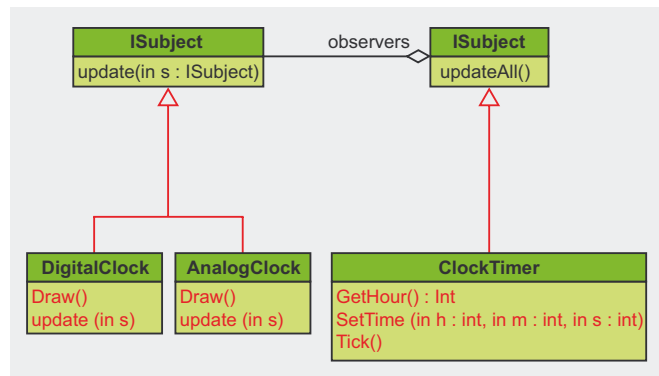 ISubject
update(in s : ISubject)
observers
ISubject
updateAll()
DigitalClock
Draw()
update (in s)
AnalogClock
Draw()
update (in s)
ClockTimer
GetHour() : Int
SetTime (in h : int, in m : int, in s : int)
Tick()